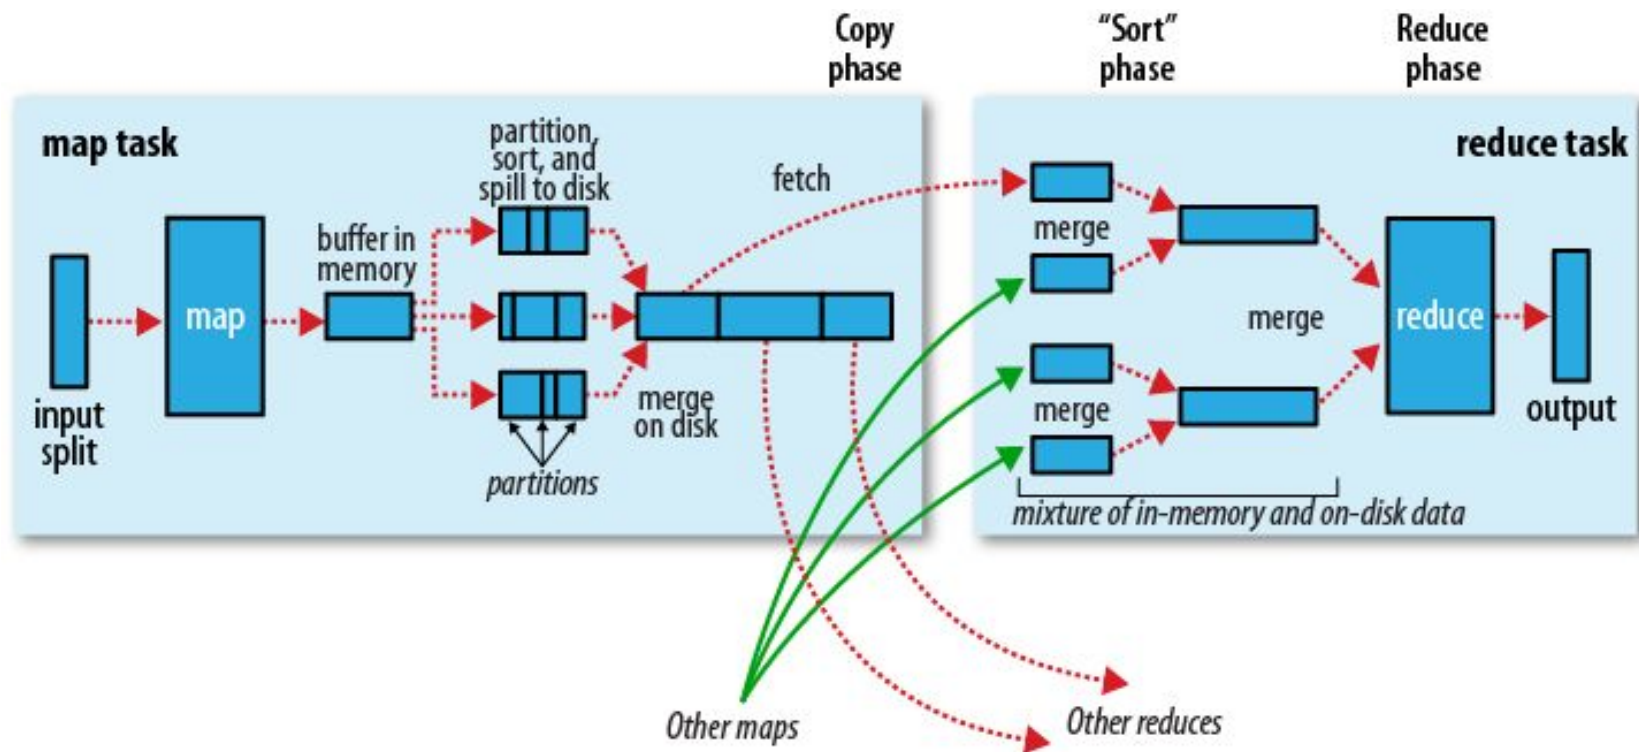 Copy
phase
“Sort”
phase
Reduce
phase
map task
partition,
sort, and
spill to disk
fetch
reduce task
buffer in
memory
merge
map
merge
reduce
input
split
merge
on disk
merge
output
partitions
mixture of in-memory and on-disk data
Other maps
Other reduces